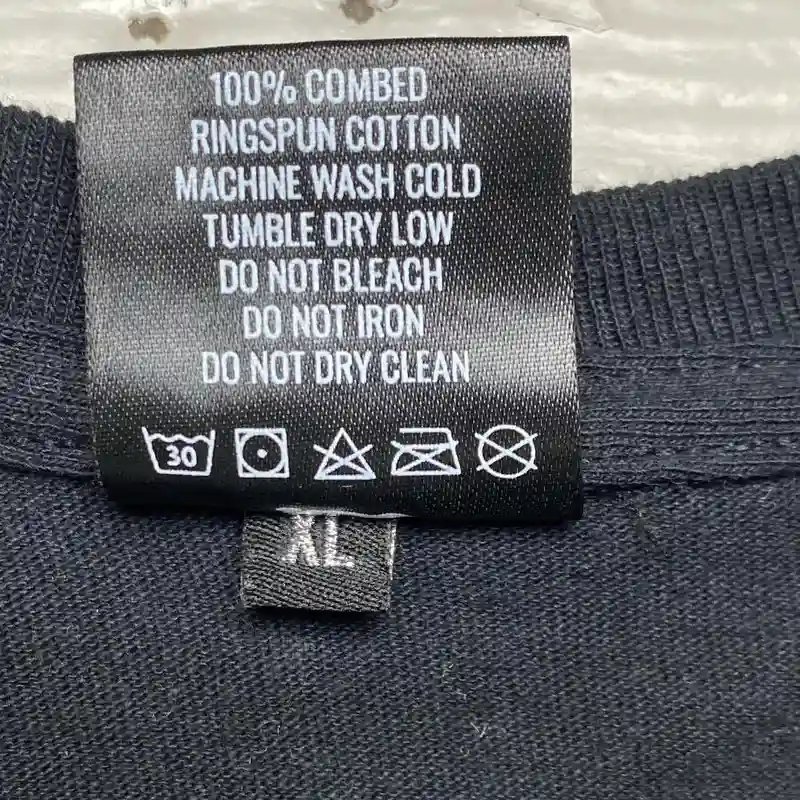 100% COMBED
RINGSPUN COTTON
MACHINE WASH COLD
TUMBLE DRY LOW
DO NOT BLEACH
DO NOT IRON
DO NOT DRY CLEAN
30
XL